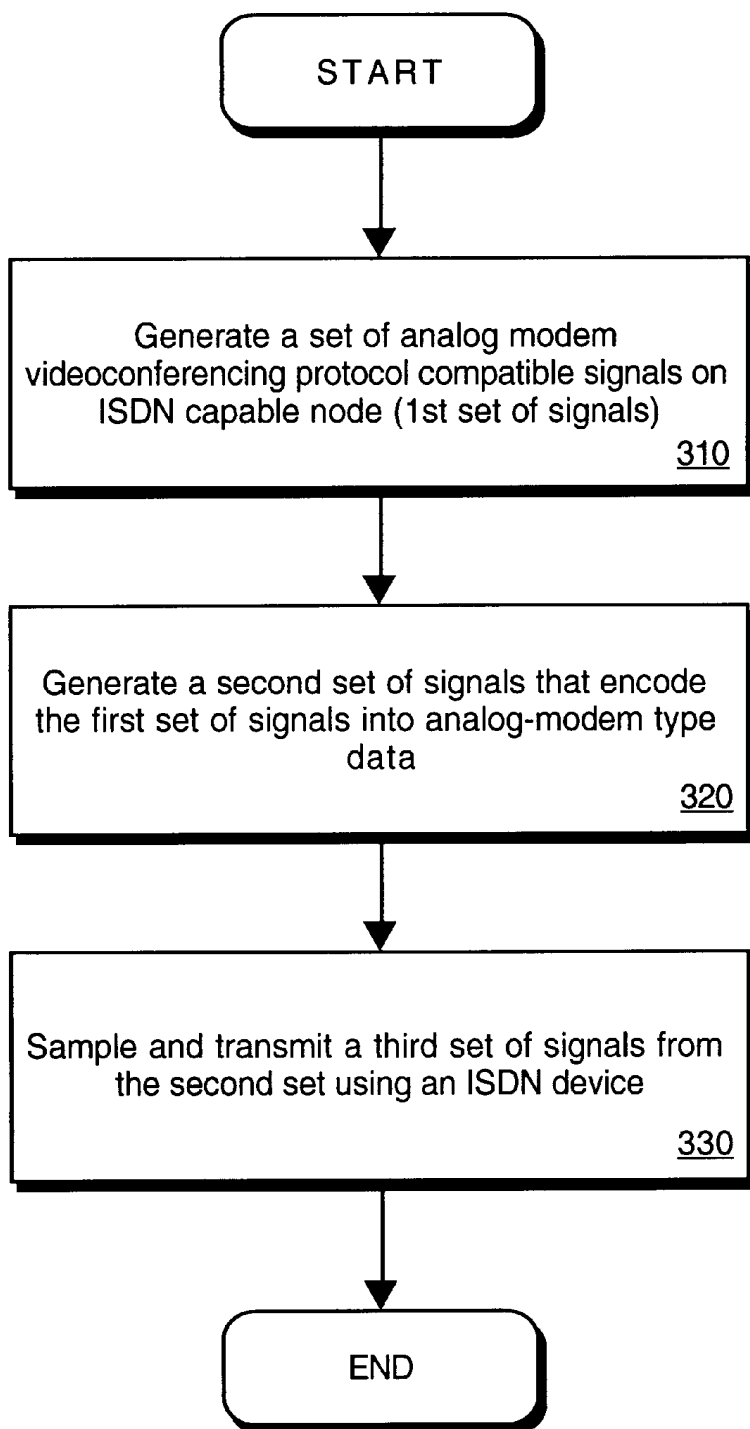 START
Generate a set of analog modem
videoconferencing protocol compatible signals on
ISDN capable node (1st set of signals)
310
Generate a second set of signals that encode
the first set of signals into analog-modem type
data
320
Sample and transmit a third set of signals from
the second set using an ISDN device
330
END